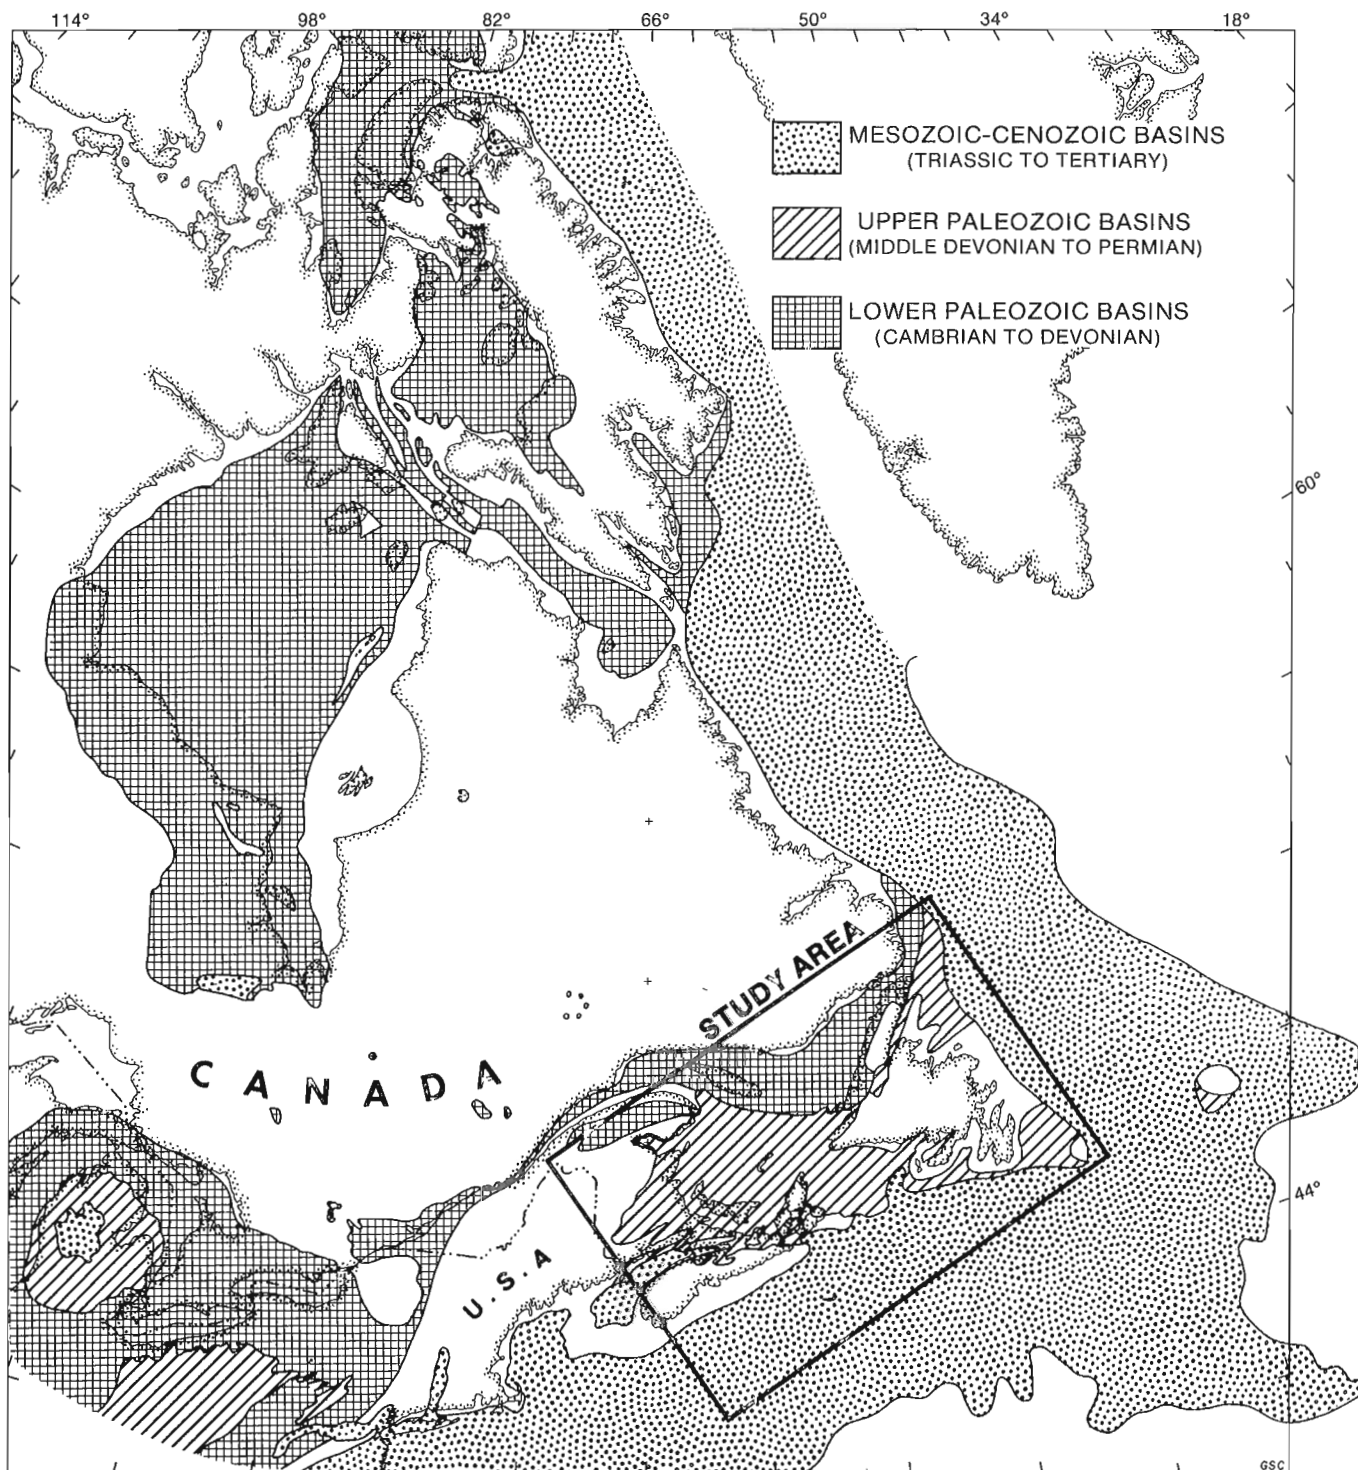 114° 98° 82° 66° 50° 34° 18°
MESOZOIC-CENOZOIC BASINS
(TRIASSIC TO TERTIARY)
UPPER PALEOZOIC BASINS
(MIDDLE DEVONIAN TO PERMIAN)
LOWER PALEOZOIC BASINS
(CAMBRIAN TO DEVONIAN)
60°
STUDY AREA
CANADA
44°
U.S.A
GSC